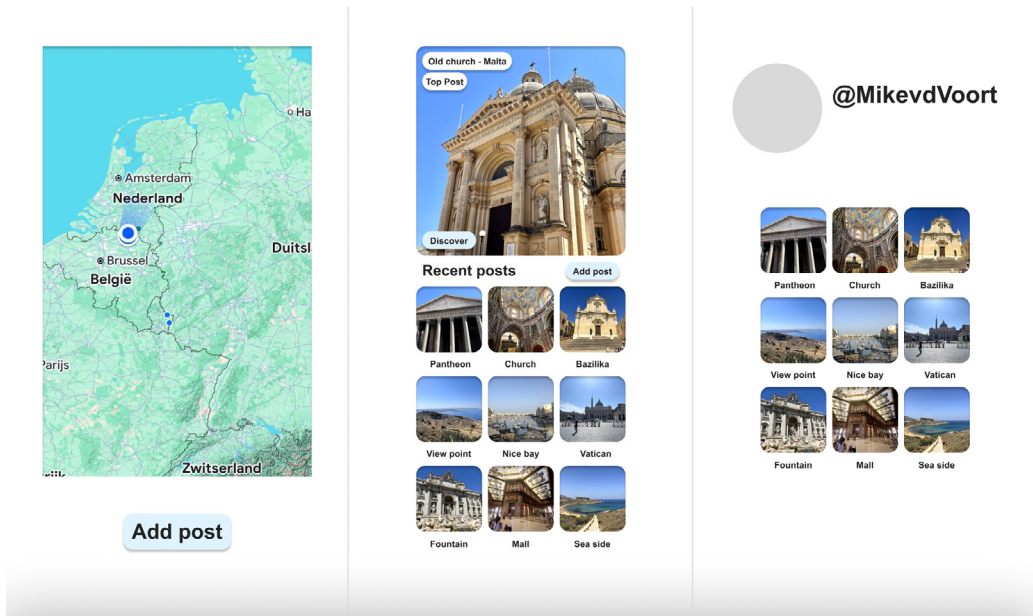 Ha
Amsterdam
Nederland
Duitsl
Brussel
België
Parijs
Zwitserland
Add post
Old church - Malta
Top Post
Discover
Recent posts
Add post
Pantheon Church Bazilika
View point Nice bay Vatican
Fountain Mall Sea side
@MikevdVoort
Pantheon Church Bazilika
View point Nice bay Vatican
Fountain Mall Sea side